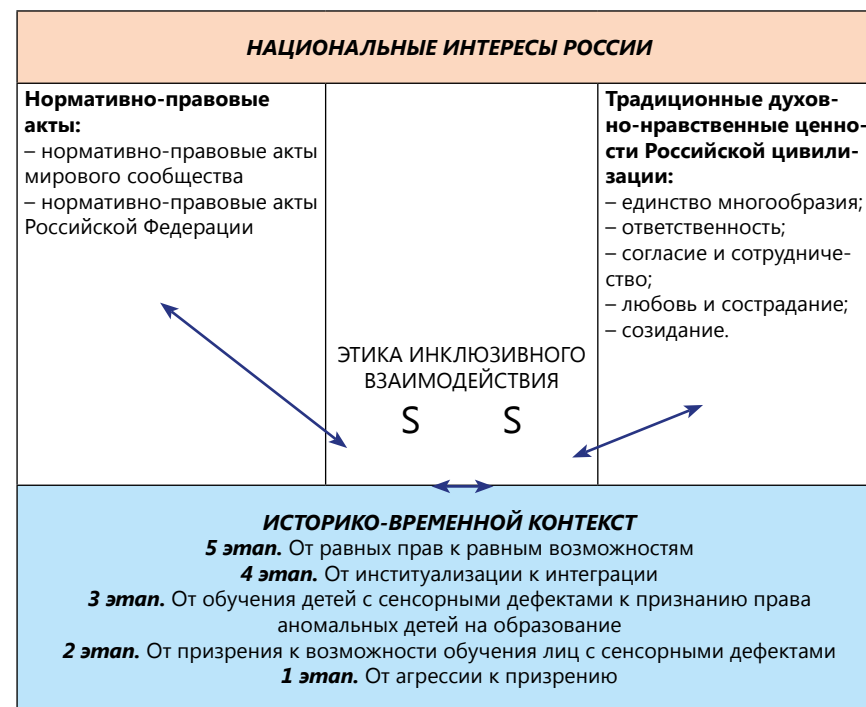 НАЦИОНАЛЬНЫЕ ИНТЕРЕСЫ РОССИИ
Нормативно-правовые
акты:
– нормативно-правовые акты
мирового сообщества
– нормативно-правовые акты
Российской Федерации
ЭТИКА ИНКЛЮЗИВНОГО
ВЗАИМОДЕЙСТВИЯ
S S
Традиционные духов-
но-нравственные ценно-
сти Российской цивили-
зации:
– единство многообразия;
– ответственность;
– согласие и сотрудниче-
ство;
– любовь и сострадание;
– созидание.
ИСТОРИКО-ВРЕМЕННОЙ КОНТЕКСТ
5 этап. От равных прав к равным возможностям
4 этап. От институализации к интеграции
3 этап. От обучения детей с сенсорными дефектами к признанию права
аномальных детей на образование
2 этап. От призрения к возможности обучения лиц с сенсорными дефектами
1 этап. От агрессии к призрению